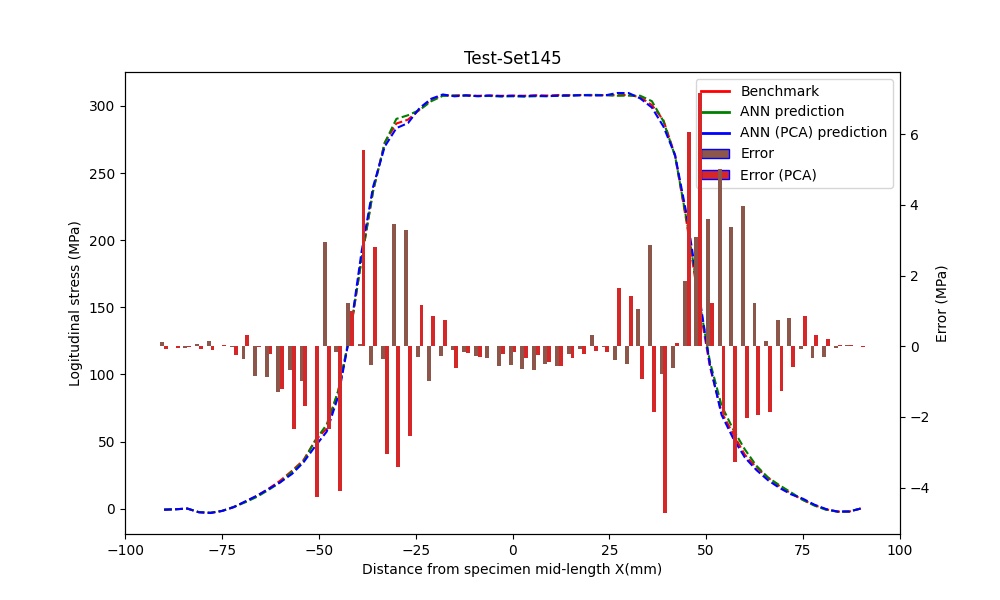 Test-Set145
Benchmark
ANN prediction
ANN (PCA) prediction
Error
Error (PCA)
300
250
200
150
100
50
0
Logitudinal stress (MPa)
6
4
2
0
−2
−4
Error (MPa)
−100 −75 −50 −25 0 25 50 75 100
Distance from specimen mid-length X(mm)